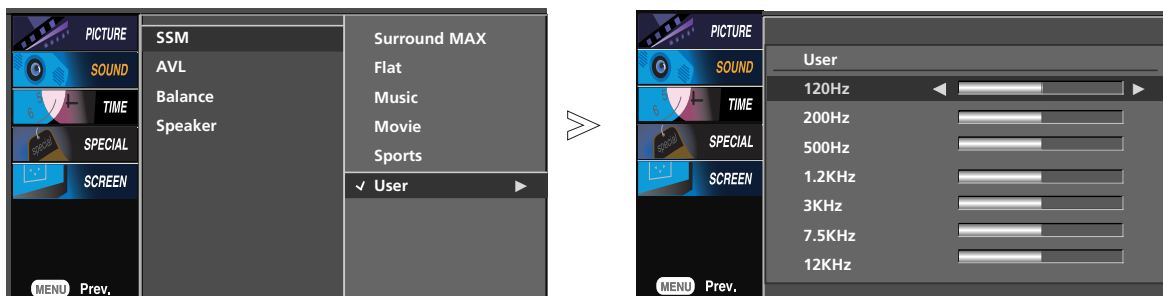 PICTURE
SOUND
TIME
SPECIAL
SCREEN
MENU Prev.
SSM
AVL
Balance
Speaker
Surround MAX
Flat
Music
Movie
Sports
✓ User ▶
PICTURE
SOUND
TIME
SPECIAL
SCREEN
MENU Prev.
User
120Hz ◀ ▶
200Hz
500Hz
1.2KHz
3KHz
7.5KHz
12KHz